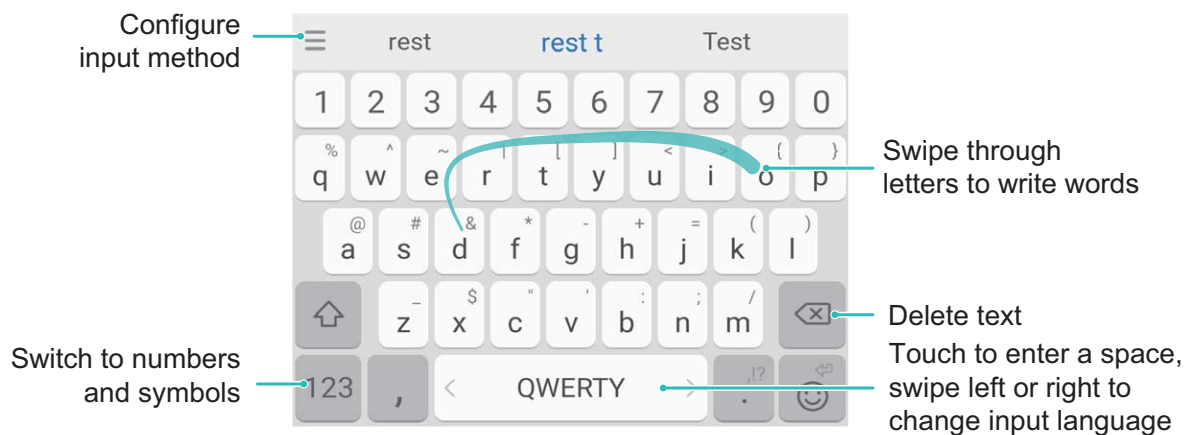 Configure
input method
rest rest t Test
1 2 3 4 5 6 7 8 9 0
% ^ ~ | [ ] < > { }
q w e r t y u i o p
Swipe through
letters to write words
@ # & * - + = ( )
a s d f g h j k l
_ $ " ' : ; /
z x c v b n m
Delete text
Switch to numbers
and symbols
123 , < QWERTY > ,!? .
Touch to enter a space,
swipe left or right to
change input language